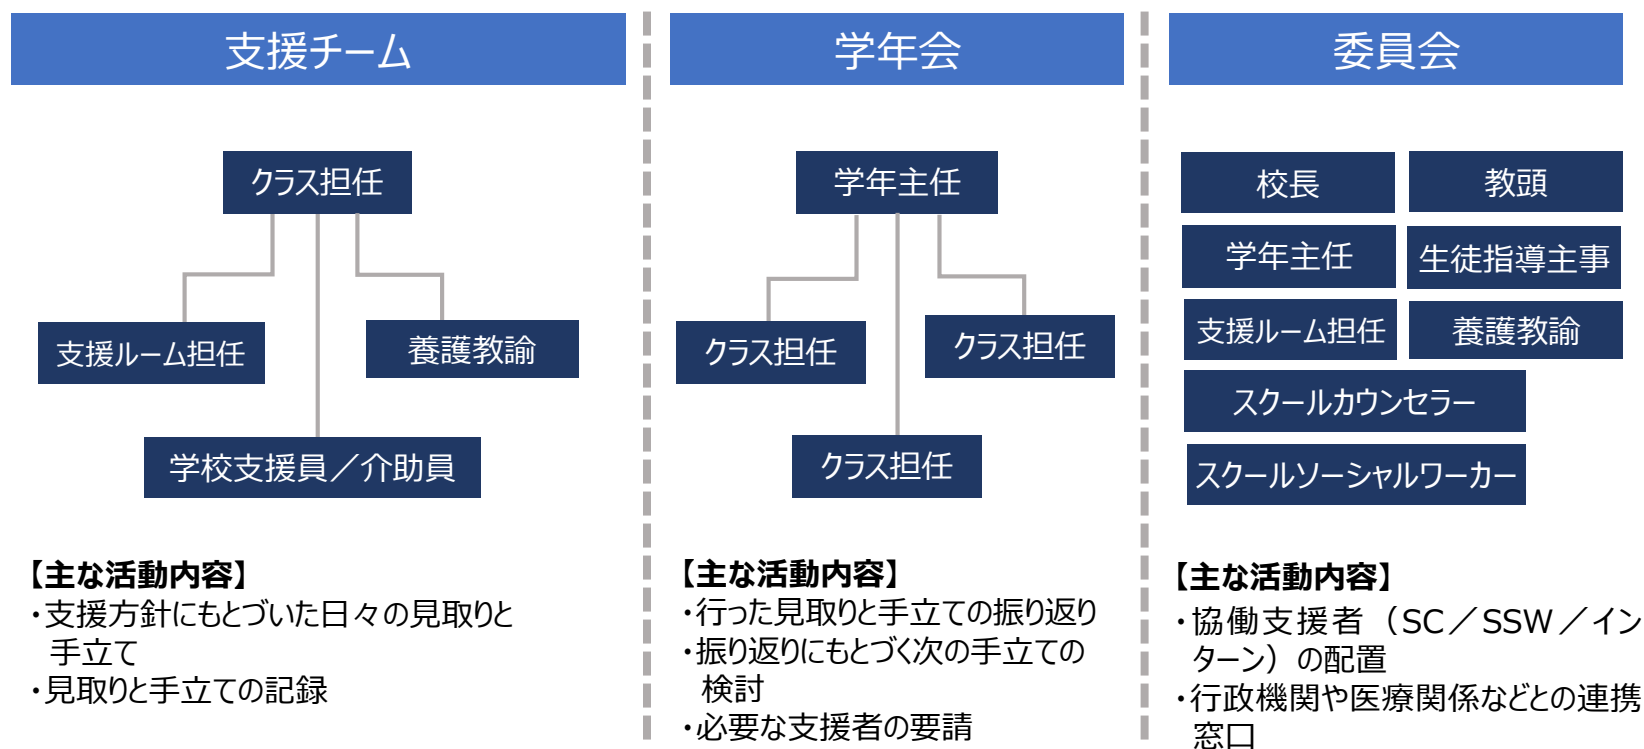 支援チーム
クラス担任
支援ルーム担任
養護教諭
学校支援員／介助員
【主な活動内容】
・支援方針にもとづいた日々の見取りと
手立て
・見取りと手立ての記録
学年会
学年主任
クラス担任
クラス担任
クラス担任
【主な活動内容】
・行った見取りと手立ての振り返り
・振り返りにもとづく次の手立ての
検討
・必要な支援者の要請
委員会
校長
教頭
学年主任
生徒指導主事
支援ルーム担任
養護教諭
スクールカウンセラー
スクールソーシャルワーカー
【主な活動内容】
・協働支援者（SC／SSW／イン
ターン）の配置
・行政機関や医療関係などとの連携
窓口